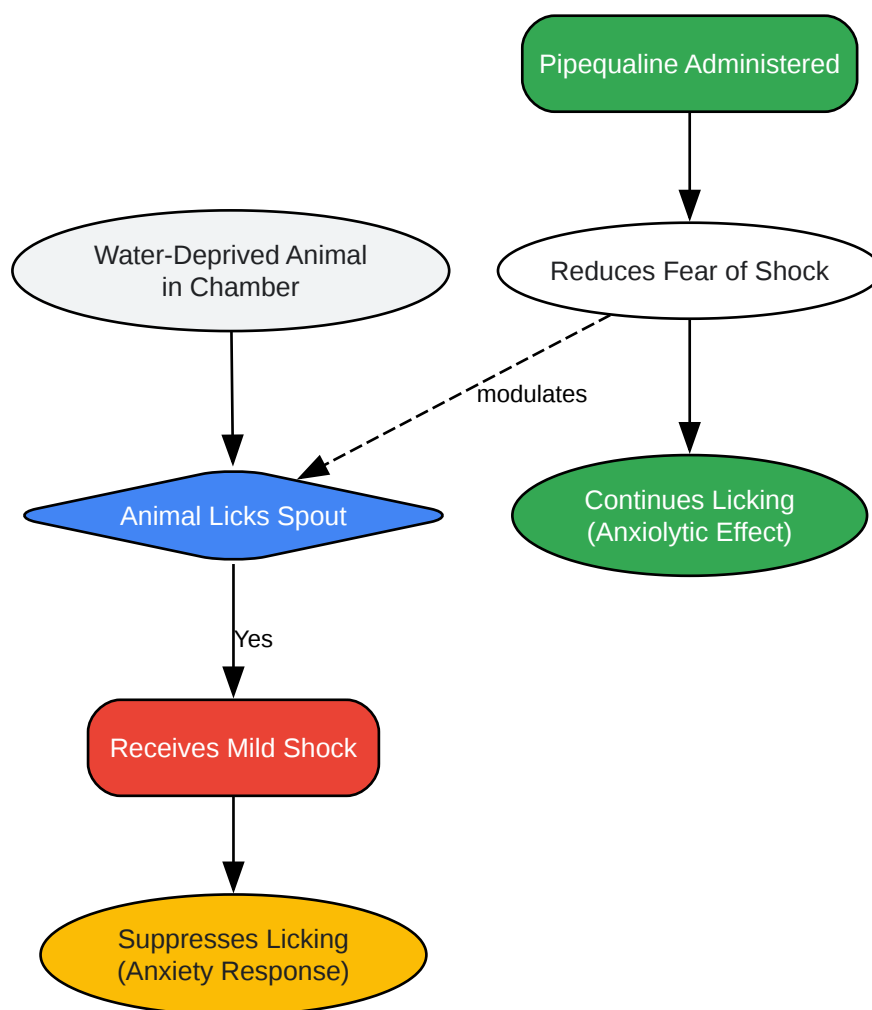 Pipequaline Administered
Water-Deprived Animal
in Chamber
Reduces Fear of Shock
modulates
Animal Licks Spout
Continues Licking
(Anxiolytic Effect)
Yes
Receives Mild Shock
Suppresses Licking
(Anxiety Response)